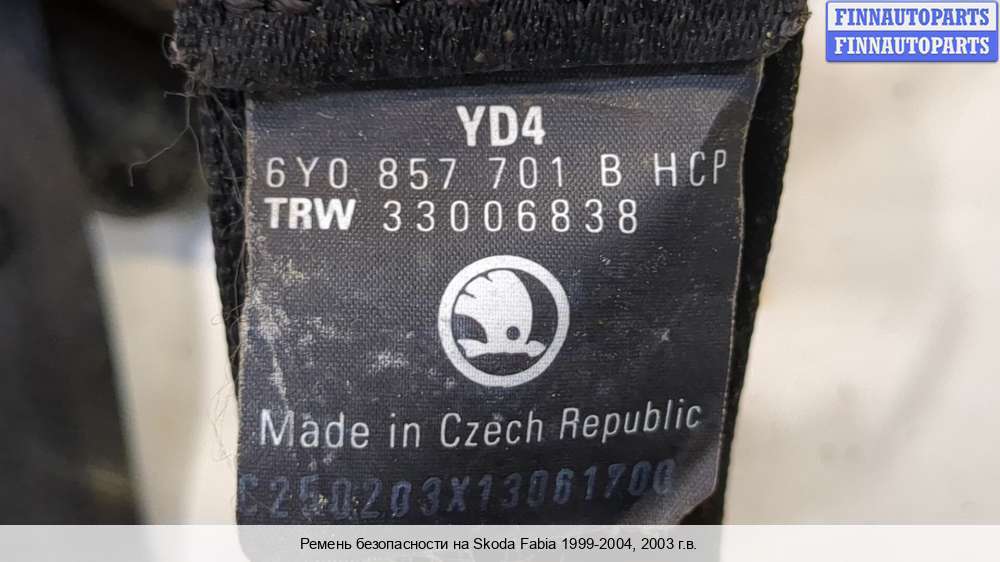 FINNAUTOPARTS
FINNAUTOPARTS
YD4
6Y0 857 701 B HCP
TRW 33006838
Made in Czech Republic
Ремень безопасности на Skoda Fabia 1999-2004, 2003 г.в.